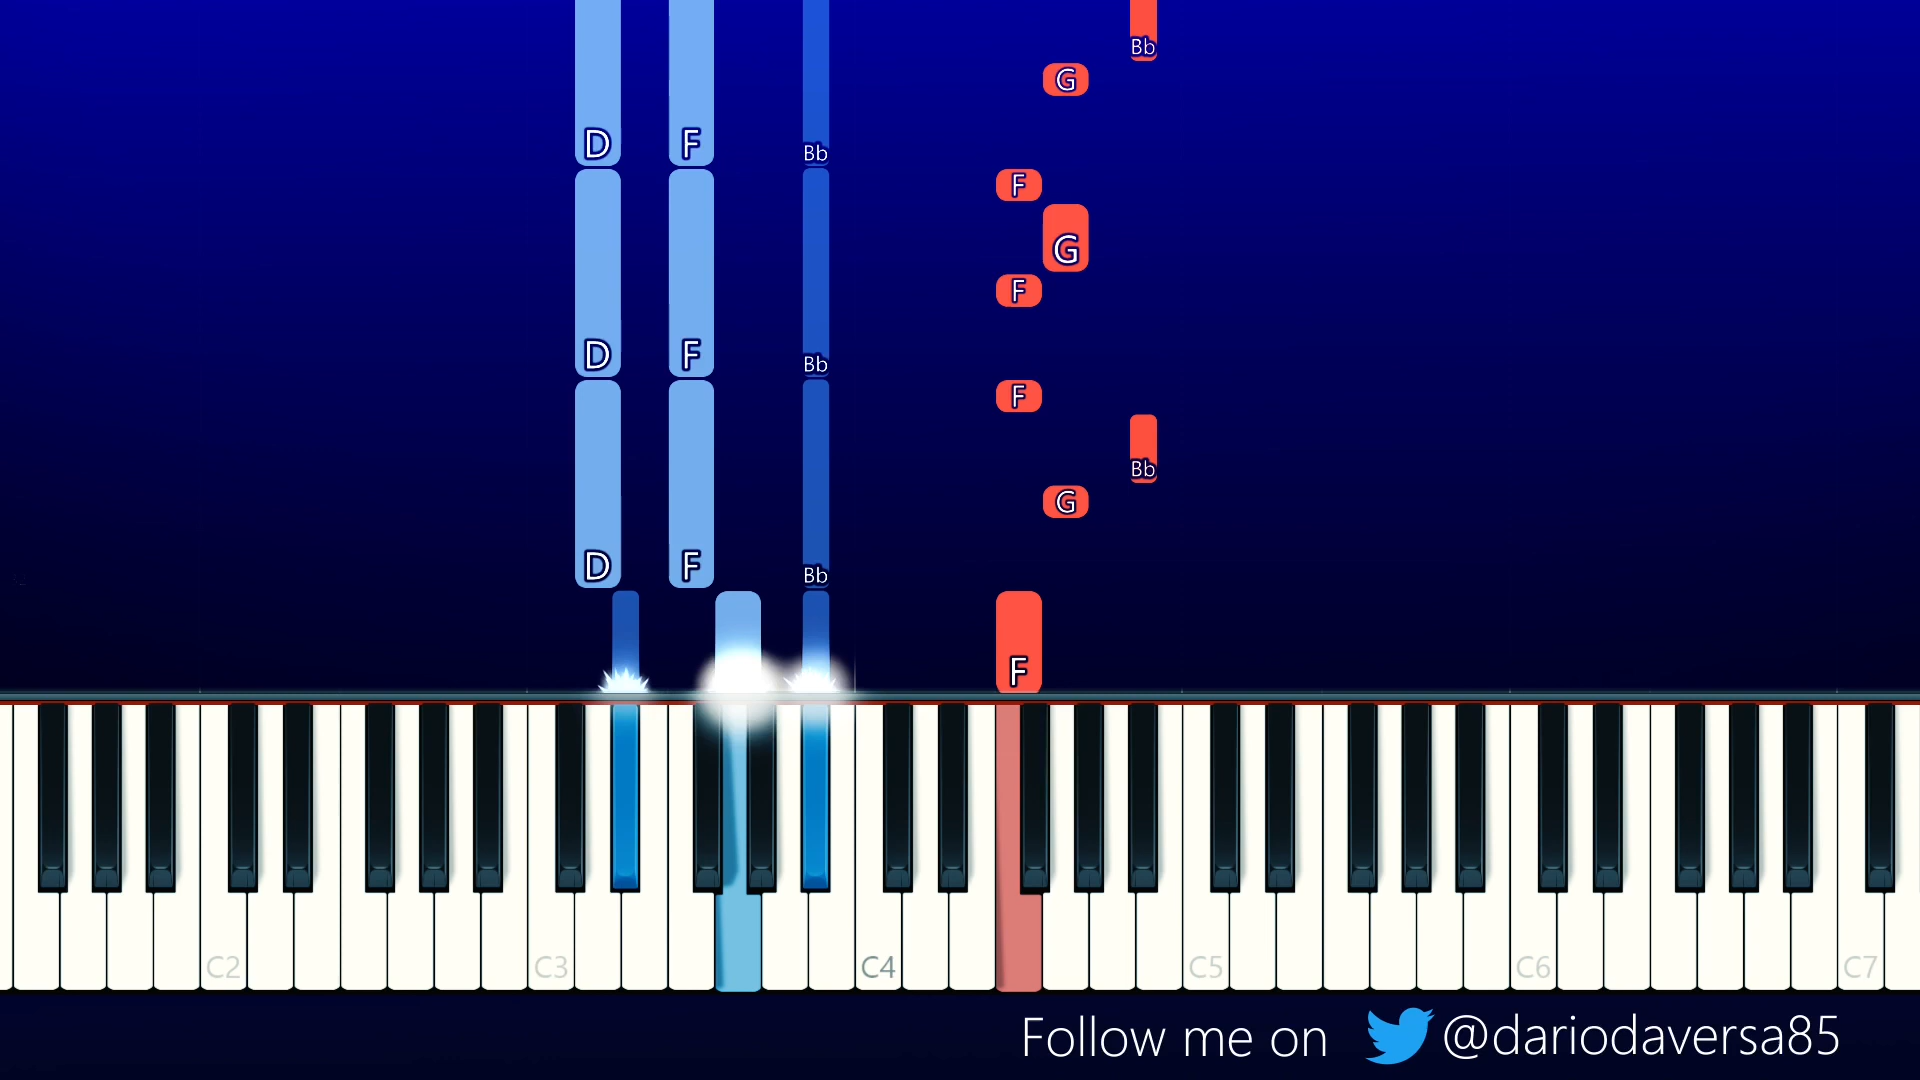 Bb
G
D F Bb
F
G
F
D F Bb
F
Bb
G
D F Bb
F
C2 C3 C4 C5 C6 C7
Follow me on @dariodaversa85